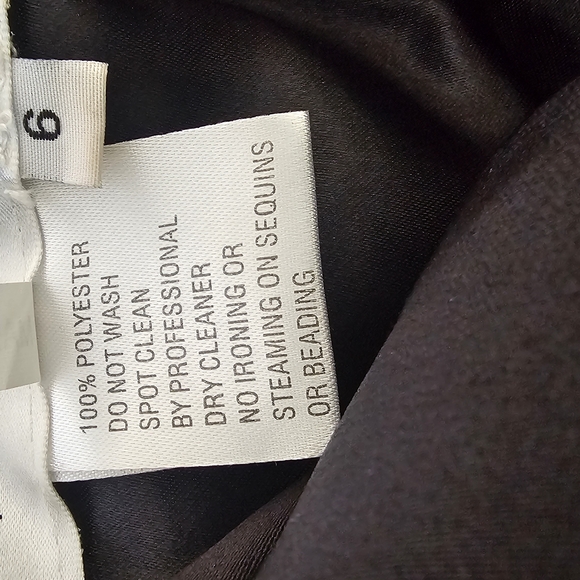 6
100% POLYESTER
DO NOT WASH
SPOT CLEAN
BY PROFESSIONAL
DRY CLEANER
NO IRONING OR
STEAMING ON SEQUINS
OR BEADING